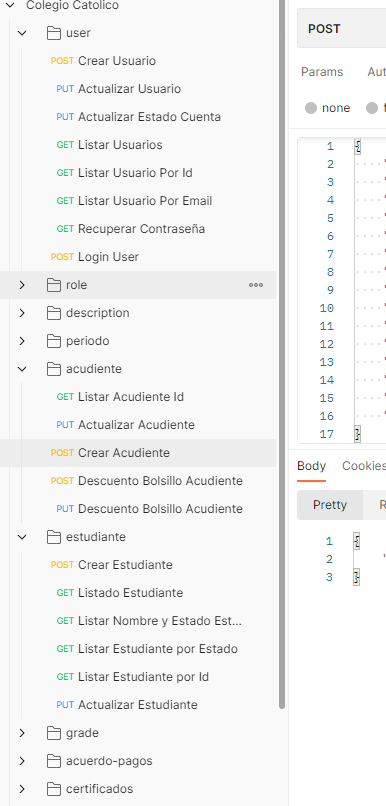 Colegio Catolico
user
POST Crear Usuario
PUT Actualizar Usuario
PUT Actualizar Estado Cuenta
GET Listar Usuarios
GET Listar Usuario Por Id
GET Listar Usuario Por Email
GET Recuperar Contraseña
POST Login User
role
description
periodo
acudiente
GET Listar Acudiente Id
PUT Actualizar Acudiente
POST Crear Acudiente
POST Descuento Bolsillo Acudiente
PUT Descuento Bolsillo Acudiente
estudiante
POST Crear Estudiante
GET Listado Estudiante
GET Listar Nombre y Estado Est...
GET Listar Estudiante por Estado
GET Listar Estudiante por Id
PUT Actualizar Estudiante
grade
acuerdo-pagos
certificados
POST
Params Aut
none f
1 {
2 "
3 "
4 "
5 "
6 "
7 "
8 "
9 "
10 "
11 "
12 "
13 "
14 "
15 "
16 "
17 }
Body Cookies
Pretty R
1 {
2 "
3 }